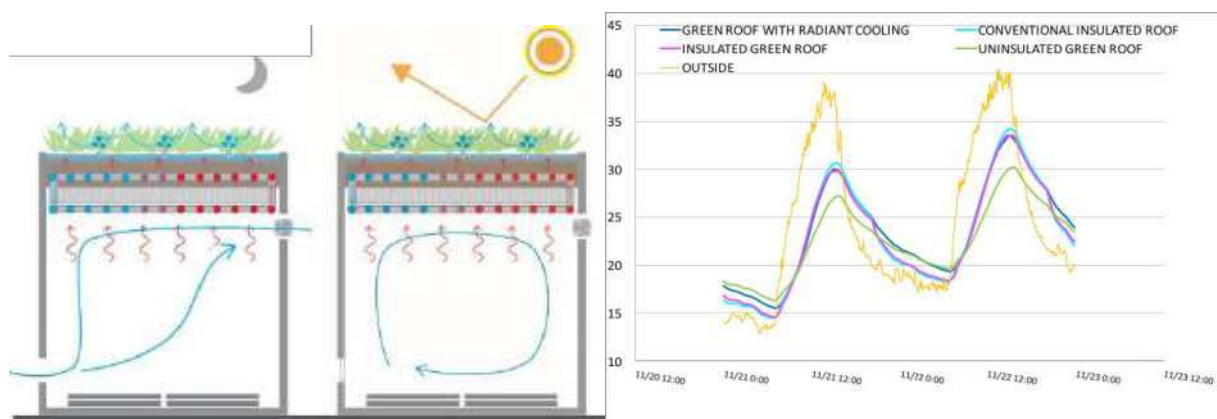 45
GREEN ROOF WITH RADIANT COOLING CONVENTIONAL INSULATED ROOF
INSULATED GREEN ROOF UNINSULATED GREEN ROOF
OUTSIDE
40
35
30
25
20
15
10
11/20 12:00 11/21 0:00 11/21 12:00 11/22 0:00 11/22 12:00 11/23 0:00 11/23 12:00